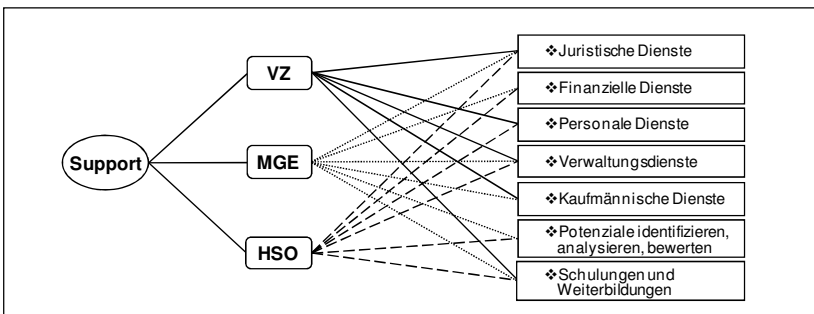 Support
VZ
MGE
HSO
❖Juristische Dienste
❖Finanzielle Dienste
❖Personale Dienste
❖Verwaltungsdienste
❖Kaufmännische Dienste
❖Potenziale identifizieren,
analysieren, bewerten
❖Schulungen und
Weiterbildungen